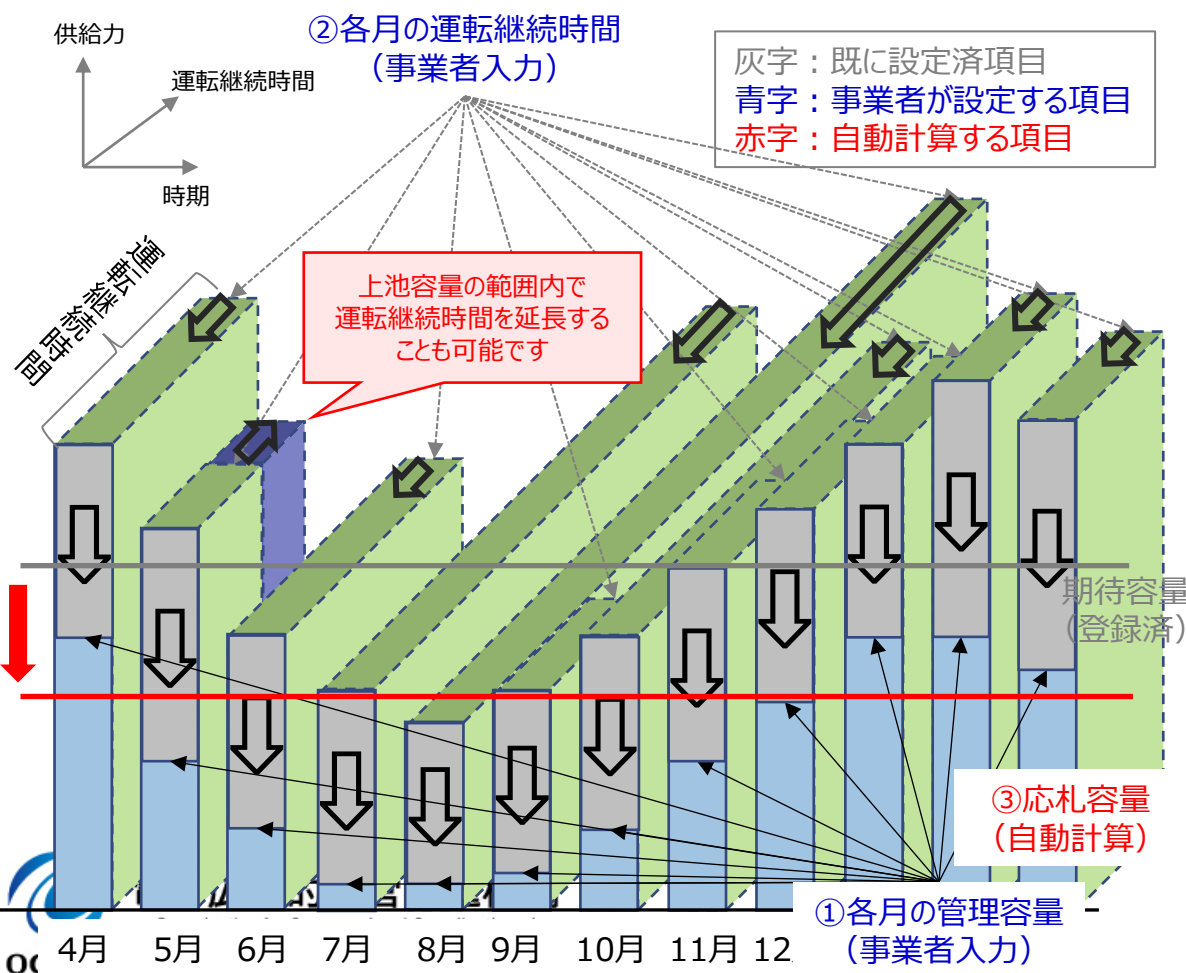 供給力
運転継続時間
時期
②各月の運転継続時間
（事業者入力）
灰字：既に設定済項目
青字：事業者が設定する項目
赤字：自動計算する項目
運転継続時間
上池容量の範囲内で
運転継続時間を延長する
ことも可能です
期待容量
（登録済）
③応札容量
（自動計算）
①各月の管理容量
（事業者入力）
4月 5月 6月 7月 8月 9月 10月 11月 12